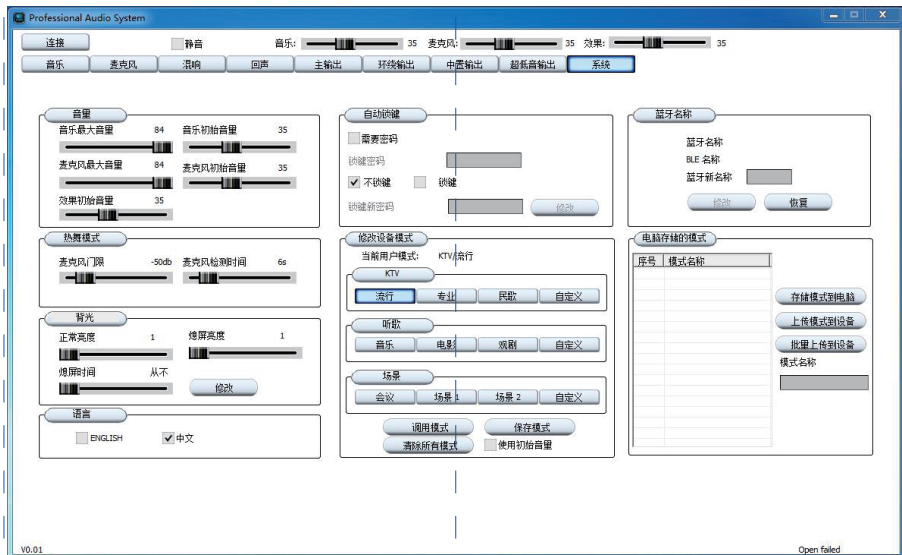 Professional Audio System
连接 静音 音乐: 35 麦克风: 35 效果: 35
音乐 麦克风 混响 回声 主输出 环绕输出 中置输出 超低音输出 系统
音量
音乐最大音量 84 音乐初始音量 35
麦克风最大音量 84 麦克风初始音量 35
效果初始音量 35
热舞模式
麦克风门限 -50db 麦克风检测时间 6s
背光
正常亮度 1 熄屏亮度 1
熄屏时间 从不
修改
语言
ENGLISH 中文
自动锁键
需要密码
锁键密码
不锁键 锁键
锁键新密码 修改
修改设备模式
当前用户模式: KTV/流行
KTV
流行 专业 民歌 自定义
听歌
音乐 电影 观剧 自定义
场景
会议 场景 1 场景 2 自定义
调用模式 保存模式
清除所有模式 使用初始音量
蓝牙名称
蓝牙名称
BLE 名称
蓝牙新名称
修改 恢复
电脑存储的模式
序号 模式名称
存储模式到电脑
上传模式到设备
批量上传到设备
模式名称
V0.01 Open failed